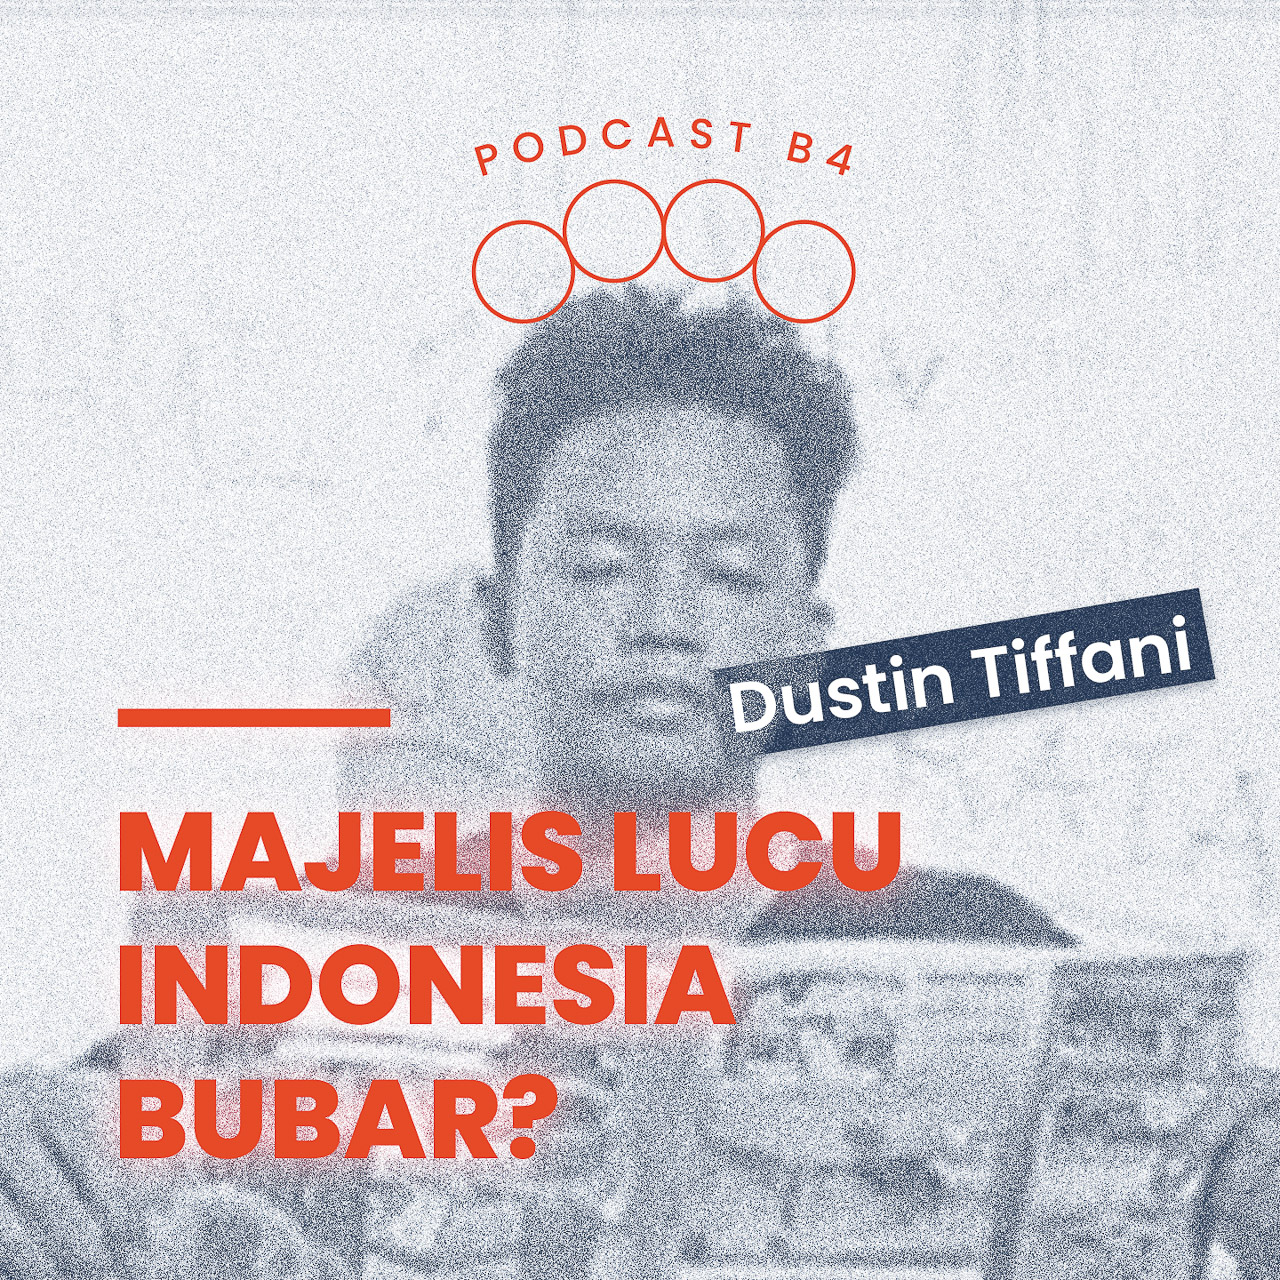 PODCAST B4
Dustin Tiffani
MAJELIS LUCU
INDONESIA
BUBAR?